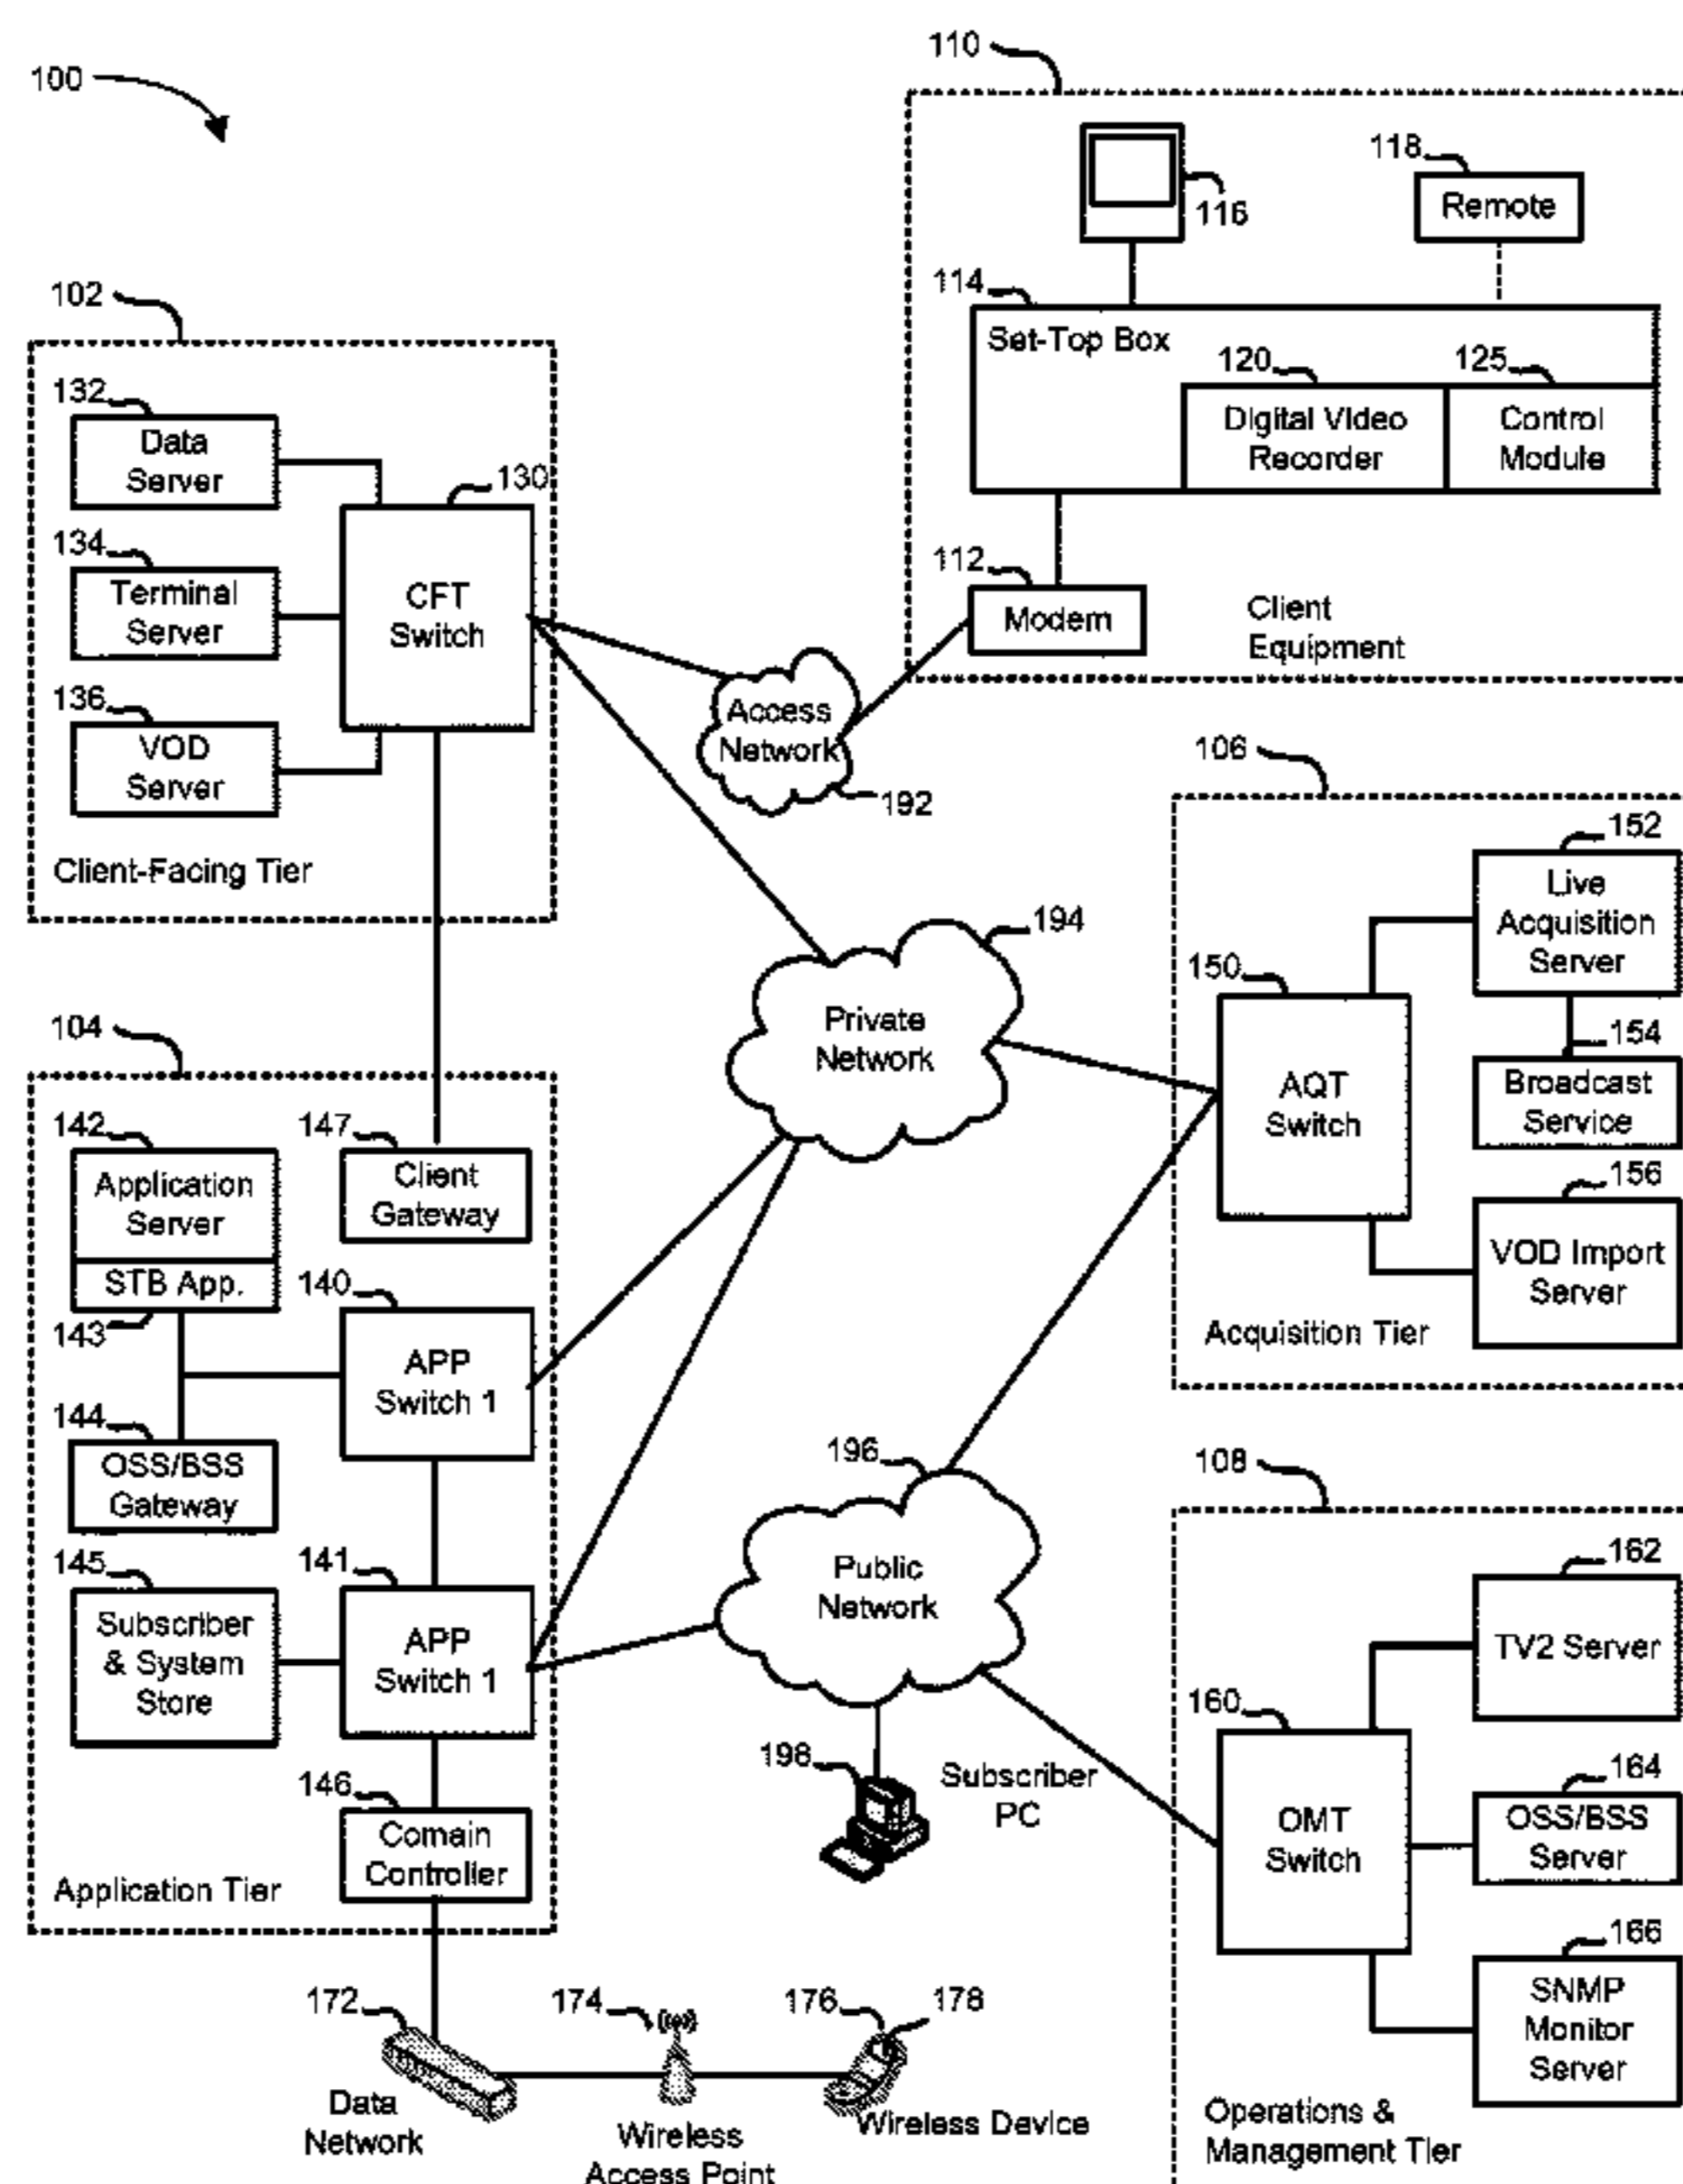 100
110
118
Remote
116
102
114
Set-Top Box
120
125
Digital Video
Recorder
Control
Module
132
Data
Server
130
134
Terminal
Server
CFT
Switch
112
Modem
Client
Equipment
136
VOD
Server
Access
Network
192
Client-Facing Tier
106
152
Live
Acquisition
Server
194
Private
Network
150
154
AQT
Switch
Broadcast
Service
156
VOD Import
Server
Acquisition Tier
104
142
147
Application
Server
Client
Gateway
STB App.
140
143
APP
Switch 1
144
OSS/BSS
Gateway
196
108
145
141
Subscriber
& System
Store
APP
Switch 1
Public
Network
162
TV2 Server
160
198
Subscriber
PC
164
OMT
Switch
OSS/BSS
Server
146
Comain
Controller
Application Tier
166
SNMP
Monitor
Server
172
174
176
178
Data
Network
Wireless
Access Point
Wireless Device
Operations &
Management Tier